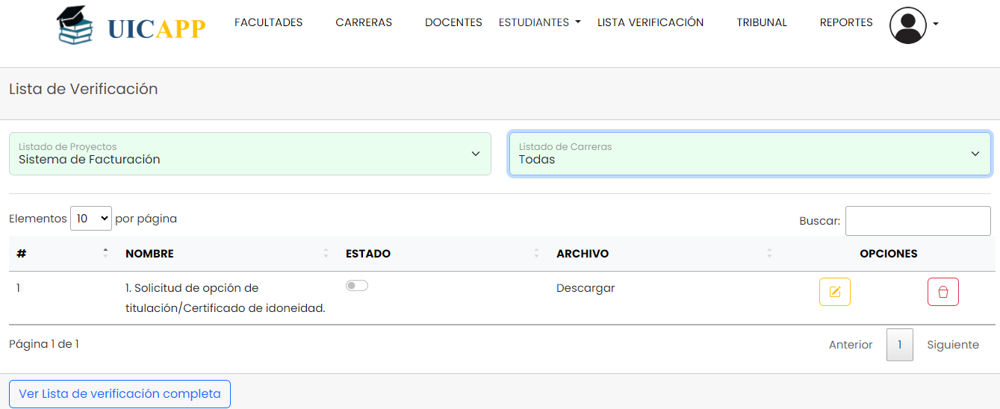 UICAPP
FACULTADES CARRERAS DOCENTES ESTUDIANTES LISTA VERIFICACIÓN TRIBUNAL REPORTES
Lista de Verificación
Listado de Proyectos
Sistema de Facturación
Listado de Carreras
Todas
Elementos 10 por página
Buscar:
# NOMBRE ESTADO ARCHIVO OPCIONES
1 1. Solicitud de opción de Descargar
titulación/Certificado de idoneidad.
Página 1 de 1
Anterior 1 Siguiente
Ver Lista de verificación completa